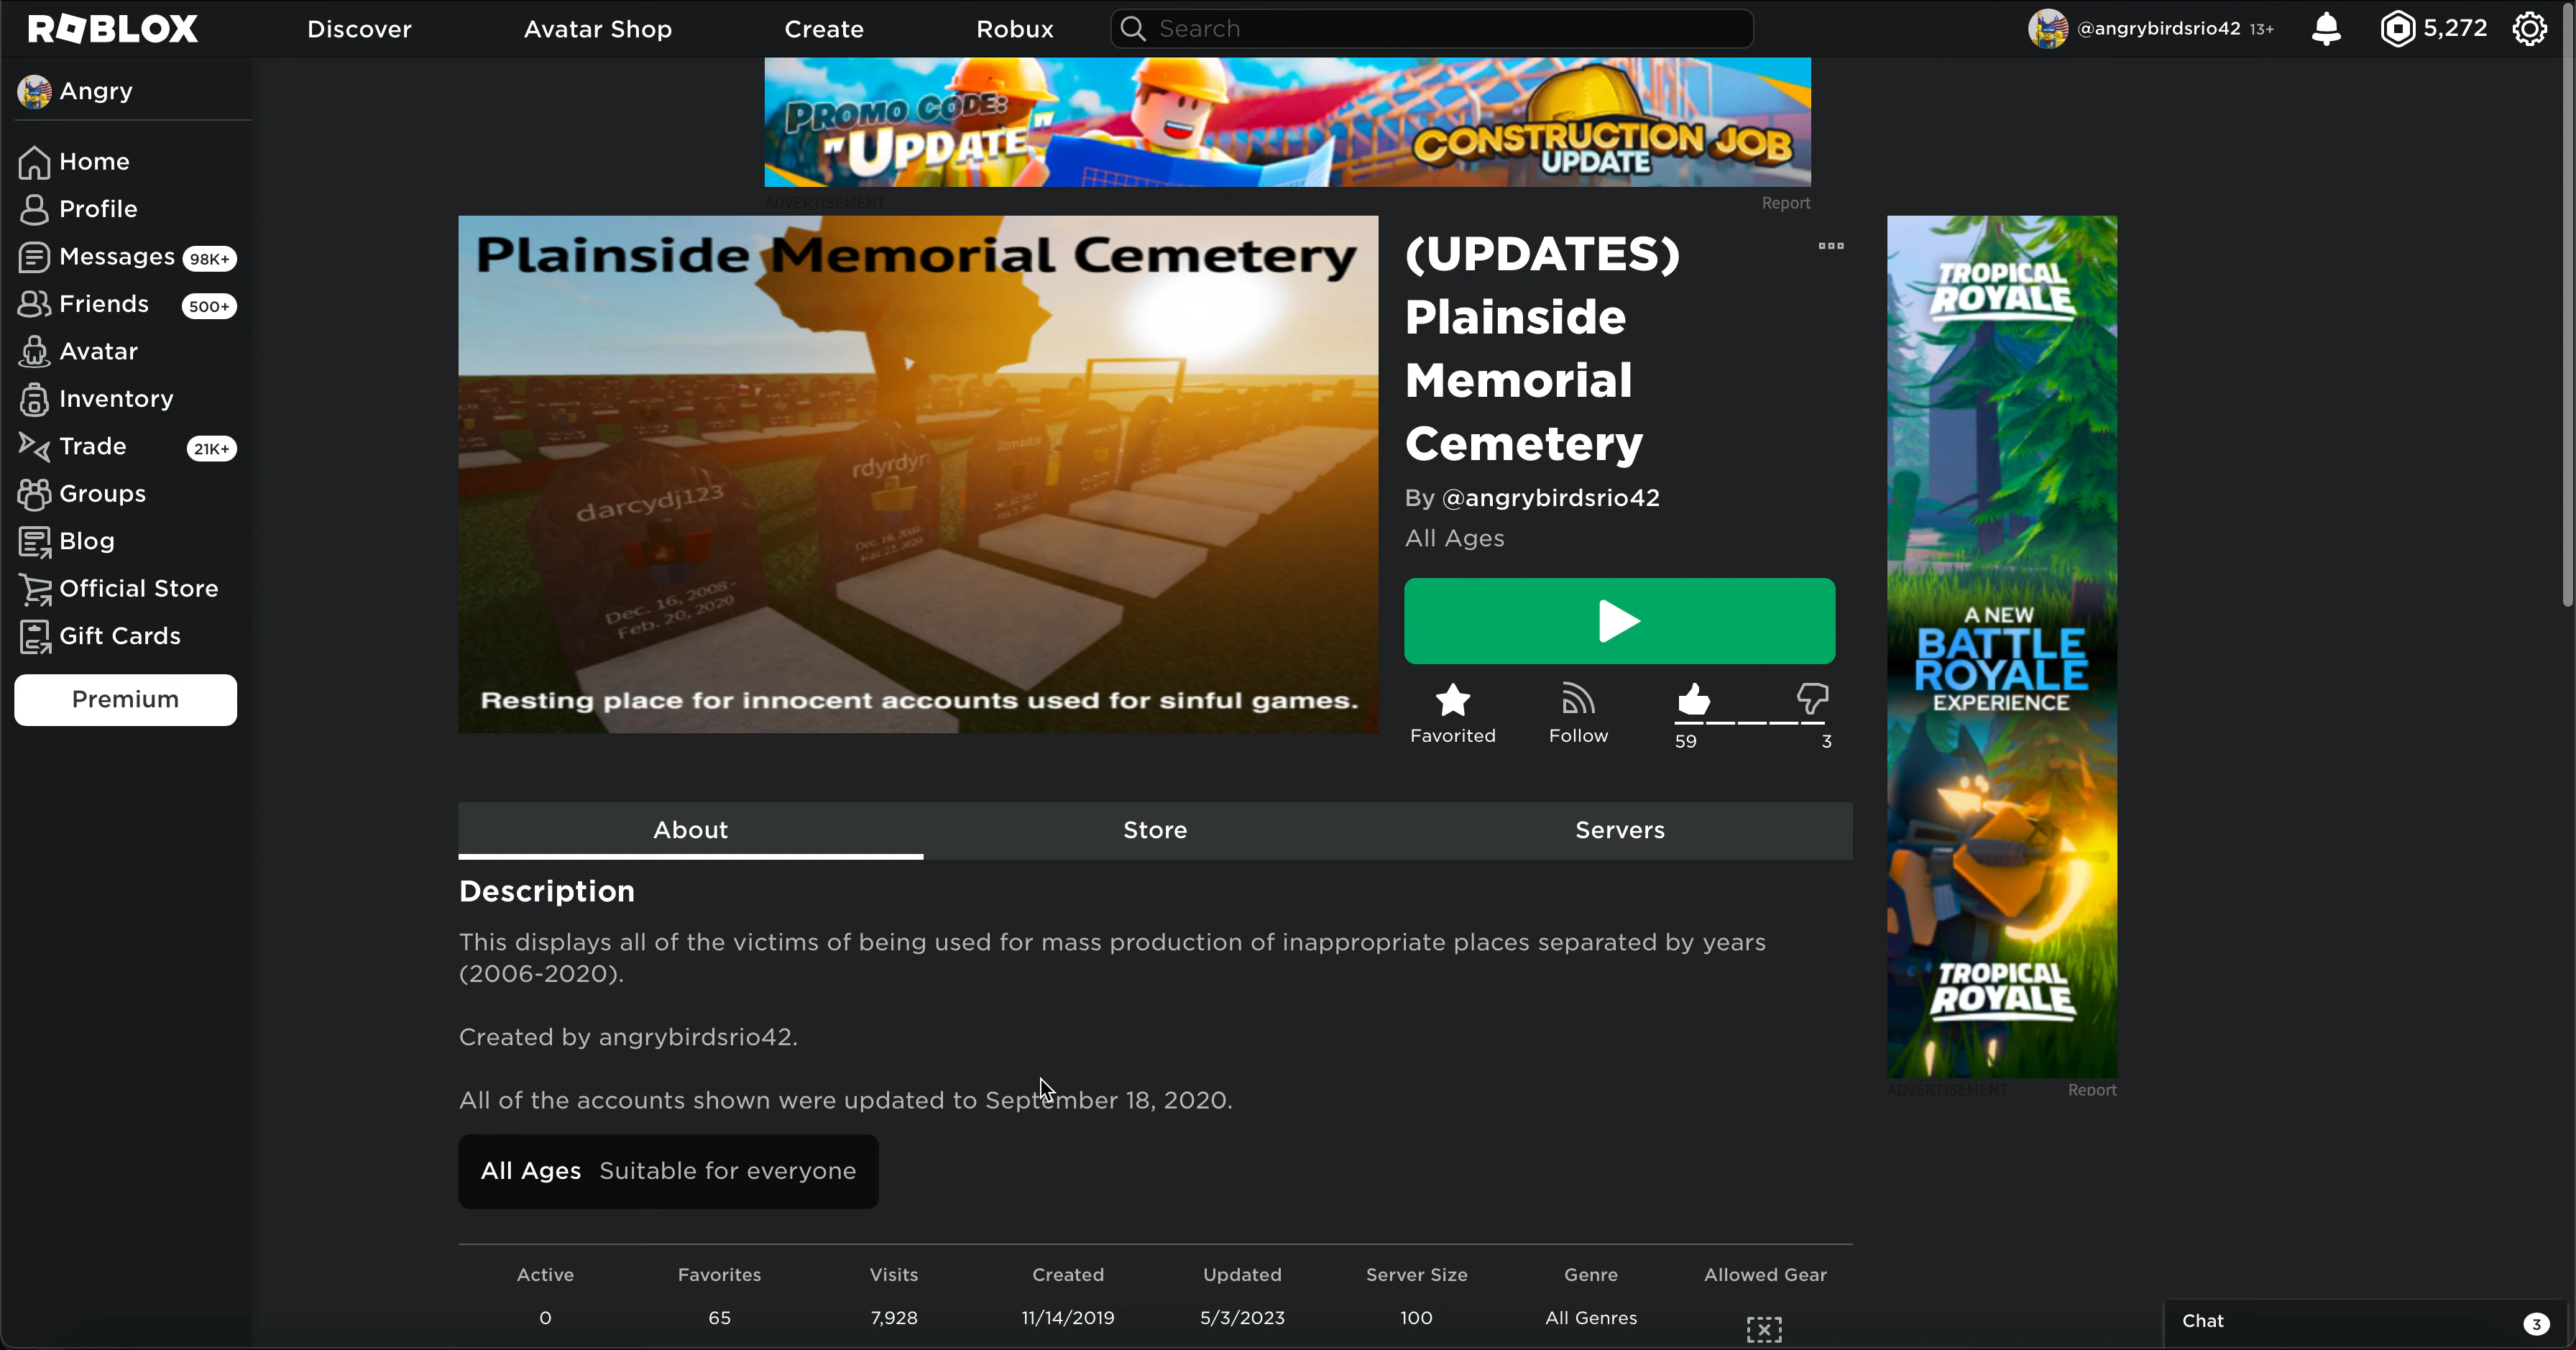 ROBLOX
Discover
Avatar Shop
Create
Robux
Search
@angrybirdsrio42 13+
5,272
Angry
Home
Profile
Messages 98K+
Friends 500+
Avatar
Inventory
Trade 21K+
Groups
Blog
Official Store
Gift Cards
Premium
PROMO CODE:
"UPDATE"
CONSTRUCTION JOB
UPDATE
ADVERTISEMENT
Report
Plainside Memorial Cemetery
darcydj123
Dec. 16, 2008-
Feb. 20, 2020
rdyrdyr
Resting place for innocent accounts used for sinful games.
(UPDATES)
Plainside
Memorial
Cemetery
By @angrybirdsrio42
All Ages
Favorited
Follow
59
3
TROPICAL
ROYALE
A NEW
BATTLE
ROYALE
EXPERIENCE
TROPICAL
ROYALE
ADVERTISEMENT
Report
About
Store
Servers
Description
This displays all of the victims of being used for mass production of inappropriate places separated by years
(2006-2020).
Created by angrybirdsrio42.
All of the accounts shown were updated to September 18, 2020.
All Ages Suitable for everyone
Active Favorites Visits Created Updated Server Size Genre Allowed Gear
0 65 7,928 11/14/2019 5/3/2023 100 All Genres
Chat 3